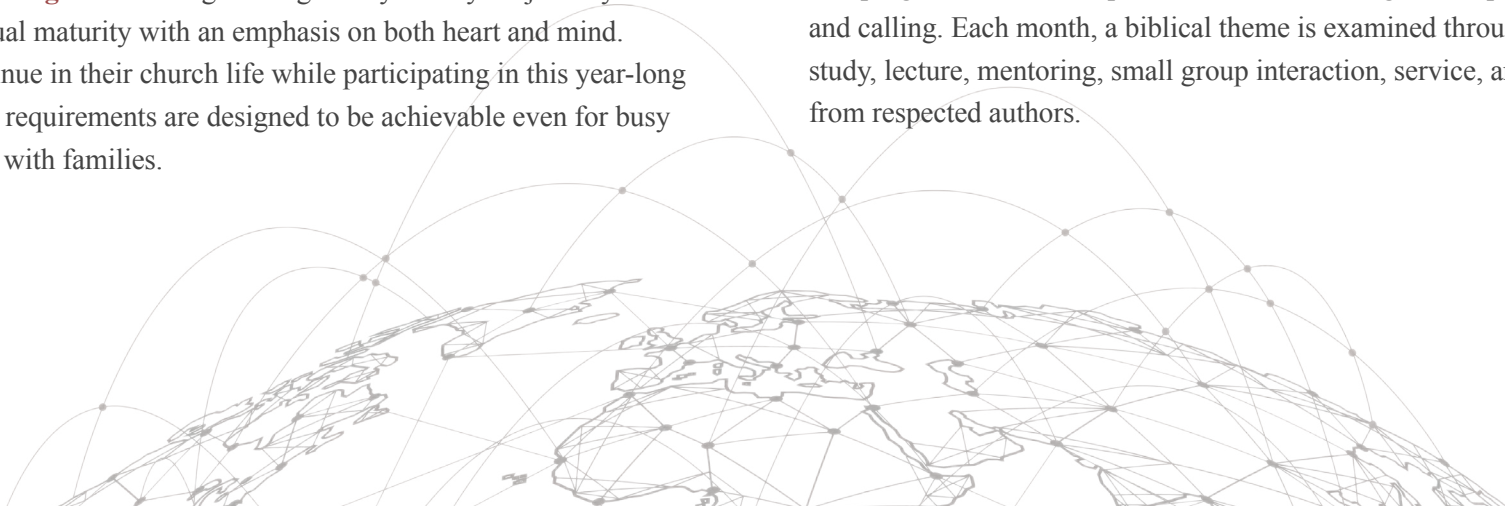 ual maturity with an emphasis on both heart and mind.
nue in their church life while participating in this year-long
requirements are designed to be achievable even for busy
with families.
and calling. Each month, a biblical theme is examined throu
study, lecture, mentoring, small group interaction, service, a
from respected authors.